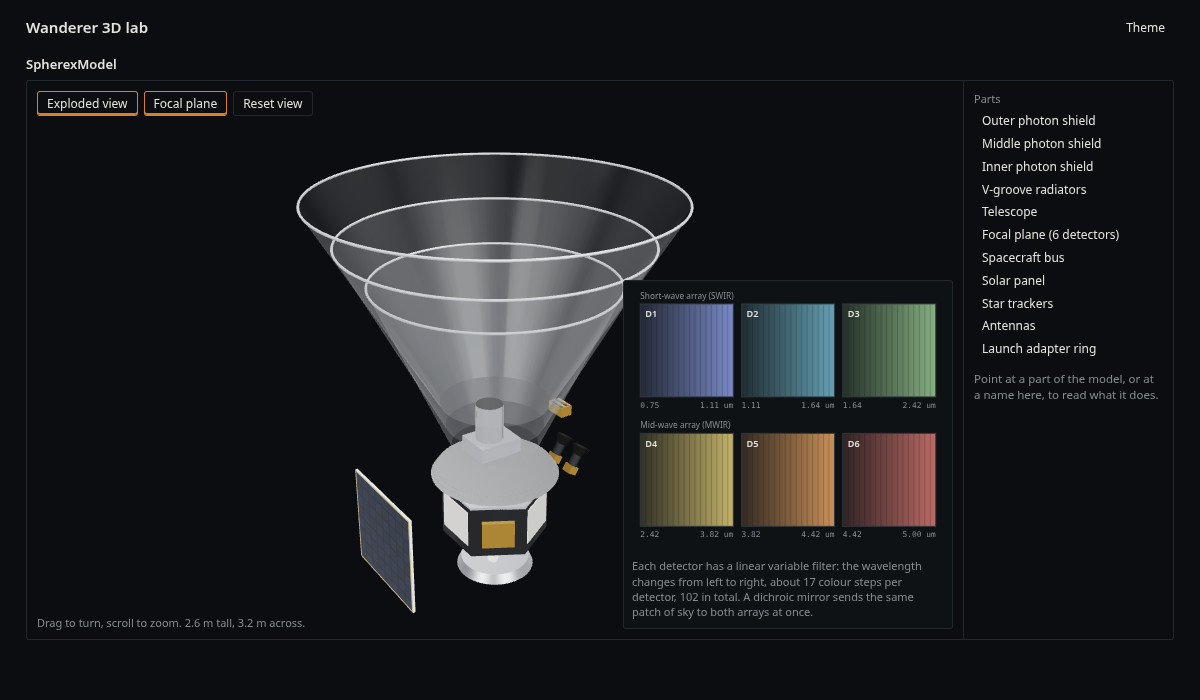 Wanderer 3D lab
Theme
SpherexModel
Exploded view
Focal plane
Reset view
Parts
Outer photon shield
Middle photon shield
Inner photon shield
V-groove radiators
Telescope
Focal plane (6 detectors)
Spacecraft bus
Solar panel
Star trackers
Antennas
Launch adapter ring
Point at a part of the model, or at
a name here, to read what it does.
Short-wave array (SWIR)
D1 D2 D3
0.75 1.11 um 1.11 1.64 um 1.64 2.42 um
Mid-wave array (MWIR)
D4 D5 D6
2.42 3.82 um 3.82 4.42 um 4.42 5.00 um
Each detector has a linear variable filter: the wavelength
changes from left to right, about 17 colour steps per
detector, 102 in total. A dichroic mirror sends the same
patch of sky to both arrays at once.
Drag to turn, scroll to zoom. 2.6 m tall, 3.2 m across.